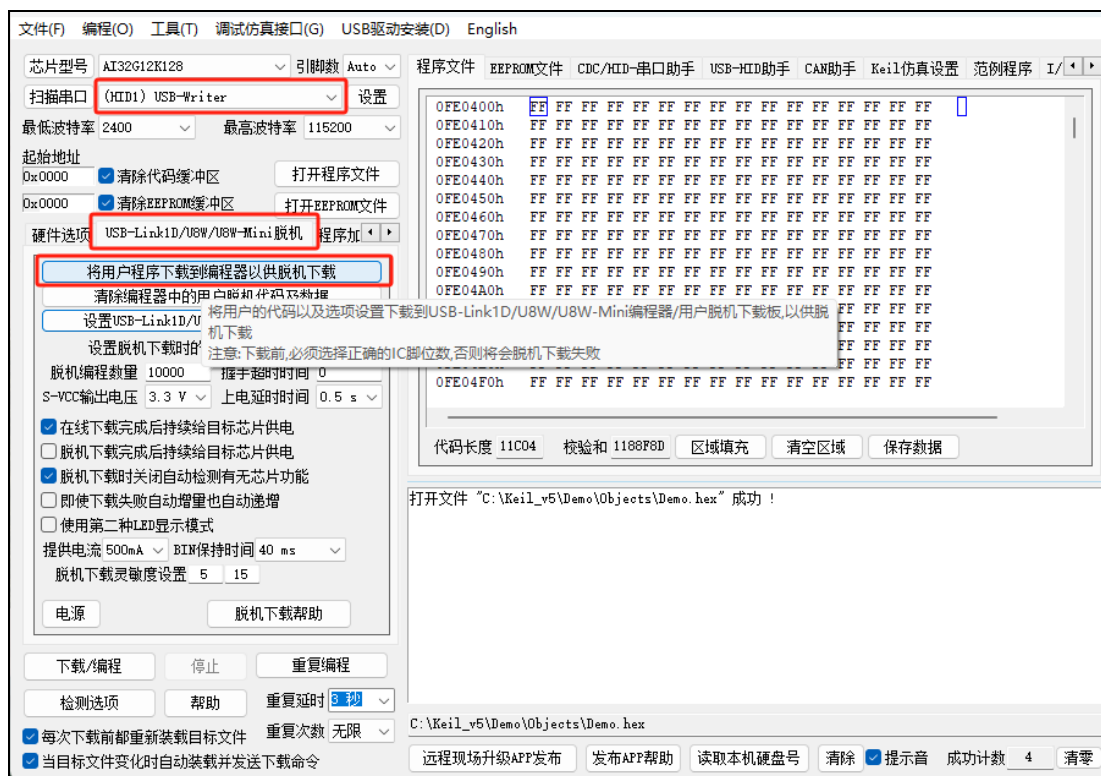 文件(F) 编程(O) 工具(T) 调试仿真接口(G) USB驱动安装(D) English
芯片型号 AI32G12K128 引脚数 Auto
扫描串口 (HID1) USB-Writer 设置
最低波特率 2400 最高波特率 115200
起始地址
0x0000 清除代码缓冲区 打开程序文件
0x0000 清除EEPROM缓冲区 打开EEPROM文件
硬件选项 USB-Link1D/U8W/U8W-Mini脱机 程序加
将用户程序下载到编程器以供脱机下载
清除编程器中的用户脱机代码及数据
设置USB-Link1D/U
设置脱机下载时的
脱机编程数量 10000 握手超时时间 0
S-VCC输出电压 3.3 V 上电延时时间 0.5 s
在线下载完成后持续给目标芯片供电
脱机下载完成后持续给目标芯片供电
脱机下载时关闭自动检测有无芯片功能
即使下载失败自动增量也自动递增
使用第二种LED显示模式
提供电流 500mA BIN保持时间 40 ms
脱机下载灵敏度设置 5 15
电源 脱机下载帮助
下载/编程 停止 重复编程
检测选项 帮助 重复延时 3 秒
每次下载前都重新装载目标文件 重复次数 无限
当目标文件变化时自动装载并发送下载命令
程序文件 EEPROM文件 CDC/HID-串口助手 USB-HID助手 CAN助手 Keil仿真设置 范例程序 I/
0FE0400h FF FF FF FF FF FF FF FF FF FF FF FF FF FF FF FF
0FE0410h FF FF FF FF FF FF FF FF FF FF FF FF FF FF FF FF
0FE0420h FF FF FF FF FF FF FF FF FF FF FF FF FF FF FF FF
0FE0430h FF FF FF FF FF FF FF FF FF FF FF FF FF FF FF FF
0FE0440h FF FF FF FF FF FF FF FF FF FF FF FF FF FF FF FF
0FE0450h FF FF FF FF FF FF FF FF FF FF FF FF FF FF FF FF
0FE0460h FF FF FF FF FF FF FF FF FF FF FF FF FF FF FF FF
0FE0470h FF FF FF FF FF FF FF FF FF FF FF FF FF FF FF FF
0FE0480h FF FF FF FF FF FF FF FF FF FF FF FF FF FF FF FF
0FE0490h FF FF FF FF FF FF FF FF FF FF FF FF FF FF FF FF
0FE04A0h FF FF FF FF FF FF FF FF FF FF FF FF FF FF FF FF
FF FF FF FF
FF FF FF FF
将用户的代码以及选项设置下载到USB-Link1D/U8W/U8W-Mini编程器/用户脱机下载板,以供脱
机下载
注意:下载前,必须选择正确的IC脚位数,否则将会脱机下载失败
FF FF FF FF
FF FF FF FF
0FE04F0h FF FF FF FF FF FF FF FF FF FF FF FF FF FF FF FF
代码长度 11C04 校验和 1188F8D 区域填充 清空区域 保存数据
打开文件 "C:\Keil_v5\Demo\Objects\Demo.hex" 成功 !
C:\Keil_v5\Demo\Objects\Demo.hex
远程现场升级APP发布 发布APP帮助 读取本机硬盘号 清除 提示音 成功计数 4 清零